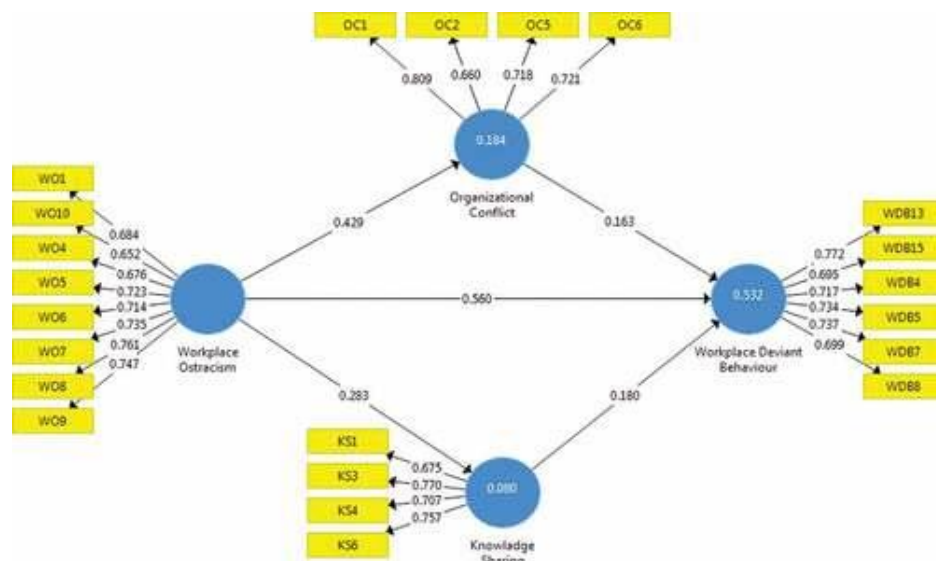 OC1
OC2
OC5
OC6
0.809
0.660
0.718
0.721
0.184
Organizational
Conflict
WO1
WO10
WO4
WO5
WO6
WO7
WO8
WO9
0.684
0.652
0.676
0.723
0.714
0.735
0.761
0.747
Workplace
Ostracism
0.429
0.163
0.560
0.283
0.180
WDB13
WDB15
WDB4
WDB5
WDB7
WDB8
0.772
0.695
0.717
0.734
0.737
0.699
0.532
Workplace Deviant
Behaviour
KS1
KS3
KS4
KS6
0.675
0.770
0.707
0.757
0.080
Knowladge
Sharing